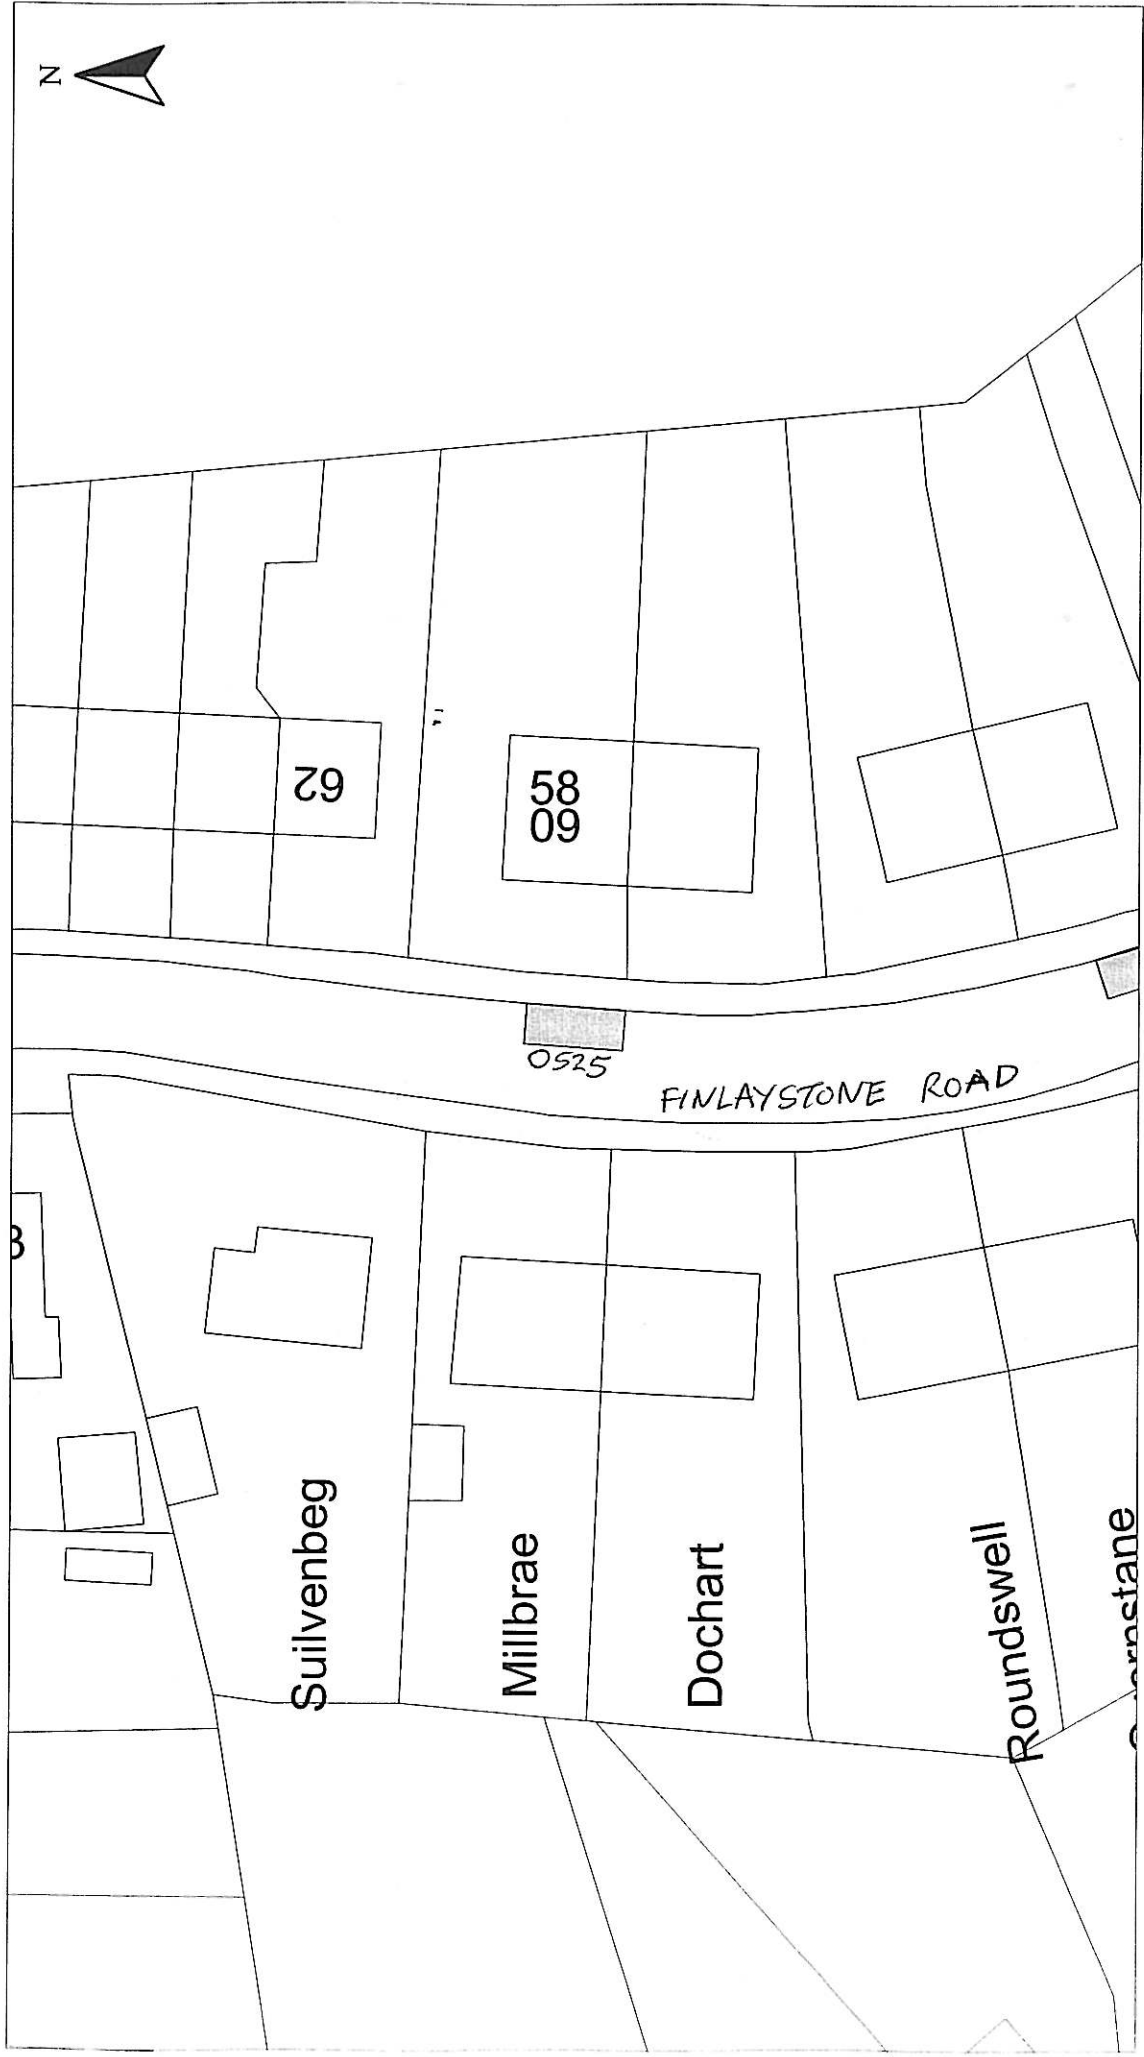 N
62
58
60
0525
FINLAYSTONE ROAD
Suilvenbeg
Millbrae
Dochart
Roundswell